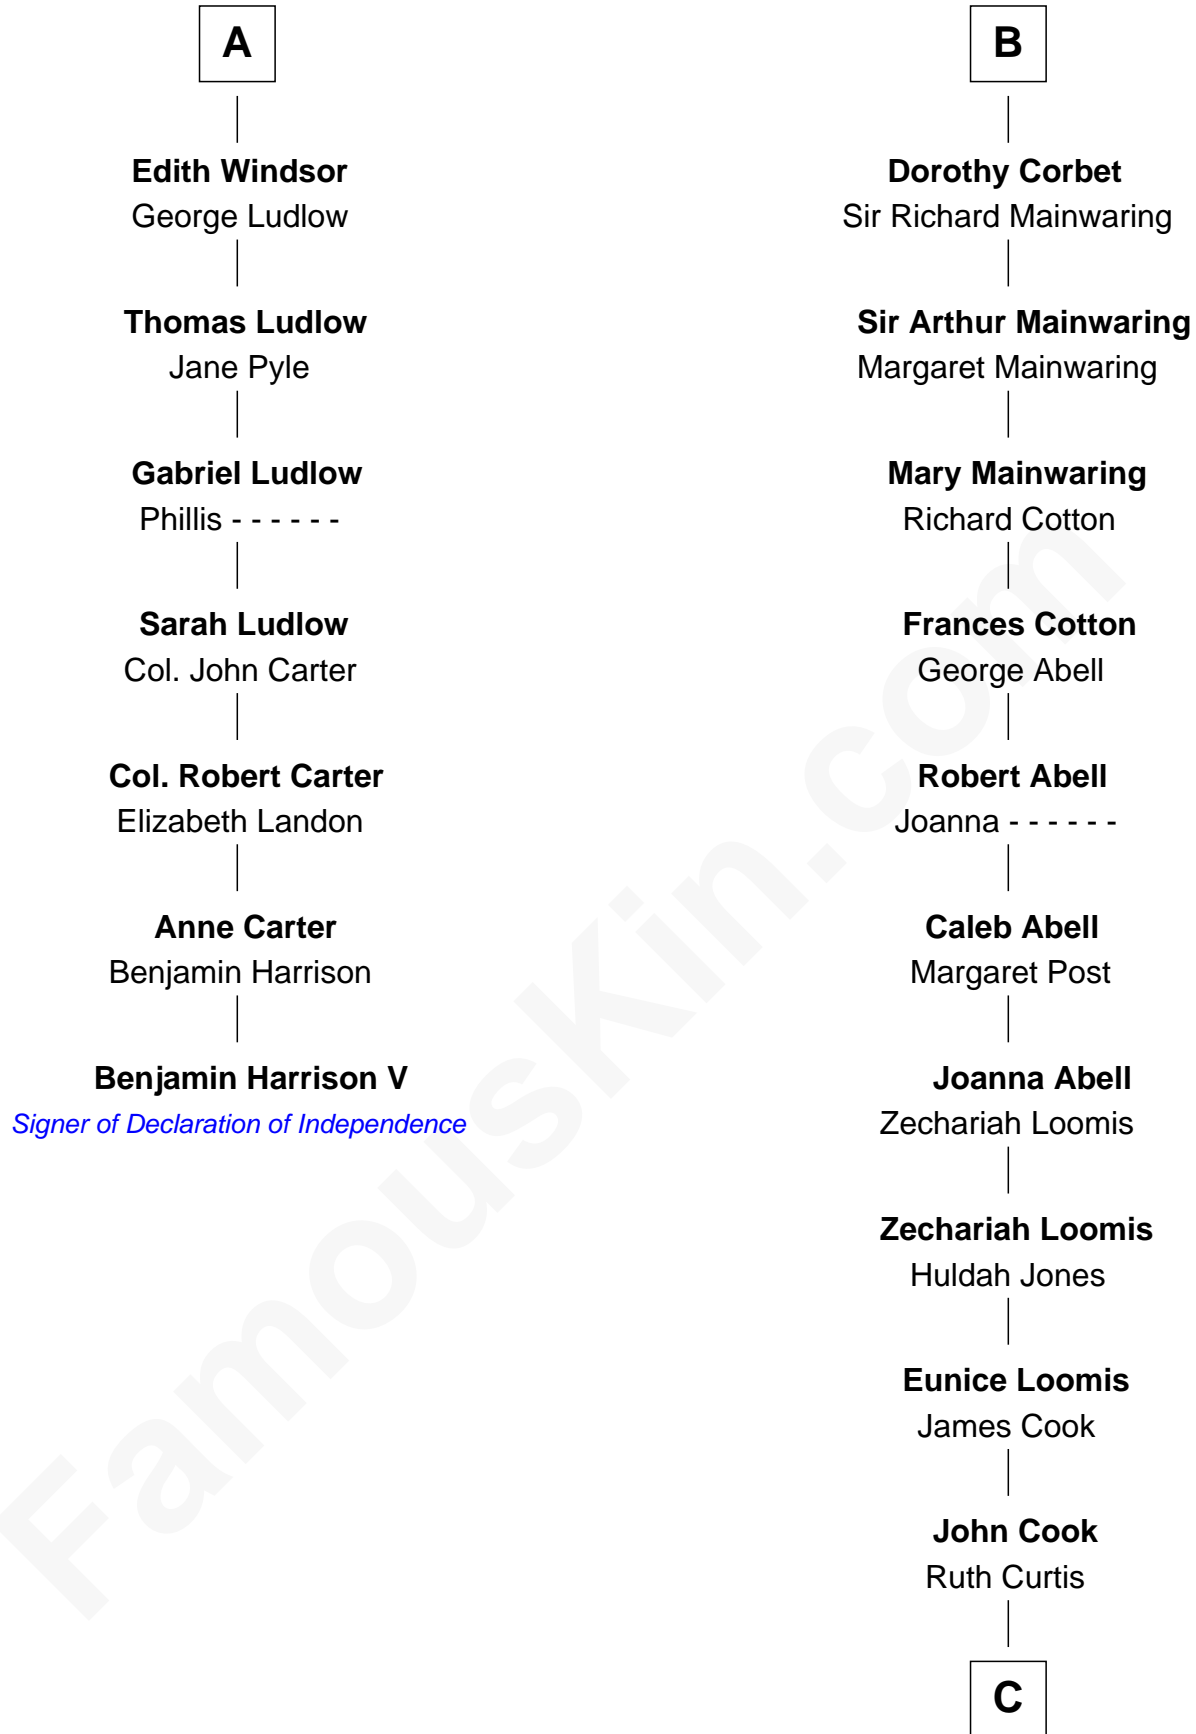 A
Edith Windsor
George Ludlow
Thomas Ludlow
Jane Pyle
Gabriel Ludlow
Phillis - - - - - -
Sarah Ludlow
Col. John Carter
Col. Robert Carter
Elizabeth Landon
Anne Carter
Benjamin Harrison
Benjamin Harrison V
Signer of Declaration of Independence
B
Dorothy Corbet
Sir Richard Mainwaring
Sir Arthur Mainwaring
Margaret Mainwaring
Mary Mainwaring
Richard Cotton
Frances Cotton
George Abell
Robert Abell
Joanna - - - - - -
Caleb Abell
Margaret Post
Joanna Abell
Zechariah Loomis
Zechariah Loomis
Huldah Jones
Eunice Loomis
James Cook
John Cook
Ruth Curtis
C
FamousKin.com